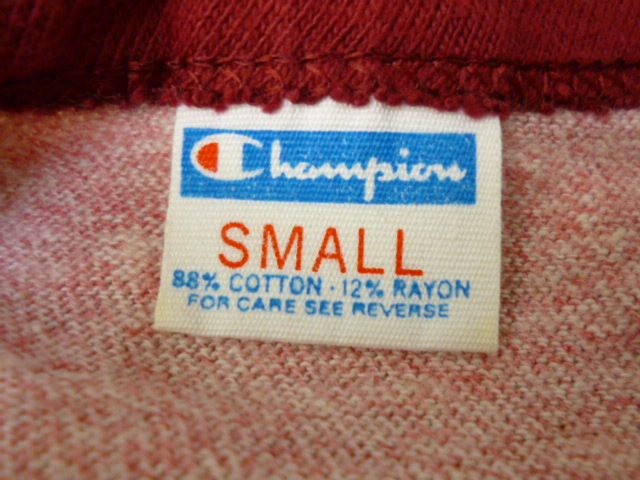 Champion
SMALL
88% COTTON · 12% RAYON
FOR CARE SEE REVERSE